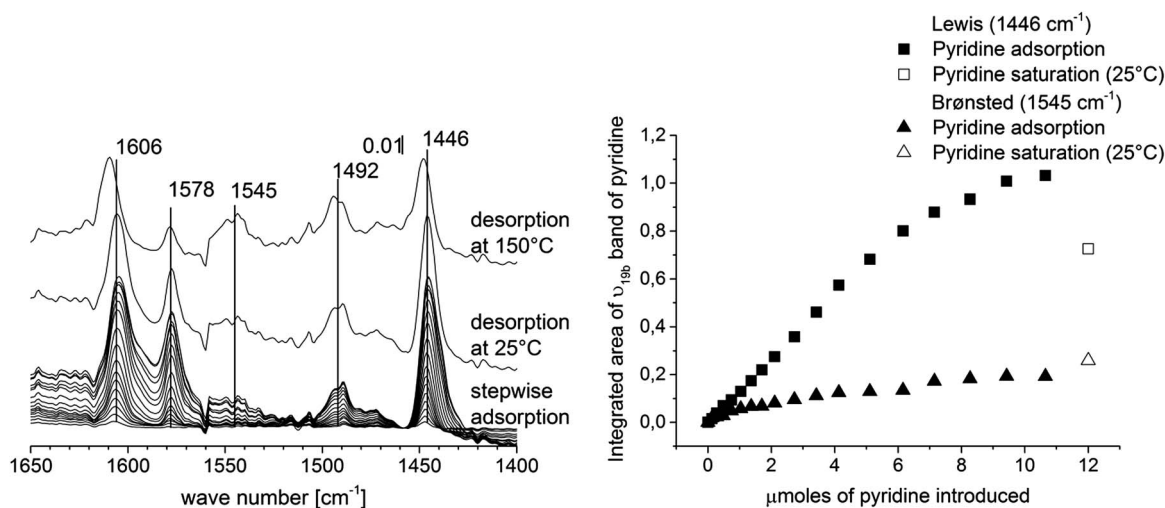 1606
1578
1545
1492
0.01|
1446
desorption
at 150°C
desorption
at 25°C
stepwise
adsorption
1650 1600 1550 1500 1450 1400
wave number [cm⁻¹]
Lewis (1446 cm⁻¹)
Pyridine adsorption
Pyridine saturation (25°C)
Brønsted (1545 cm⁻¹)
Pyridine adsorption
Pyridine saturation (25°C)
Integrated area of υ₁₉b band of pyridine
1,2
1,0
0,8
0,6
0,4
0,2
0,0
0 2 4 6 8 10 12
μmoles of pyridine introduced